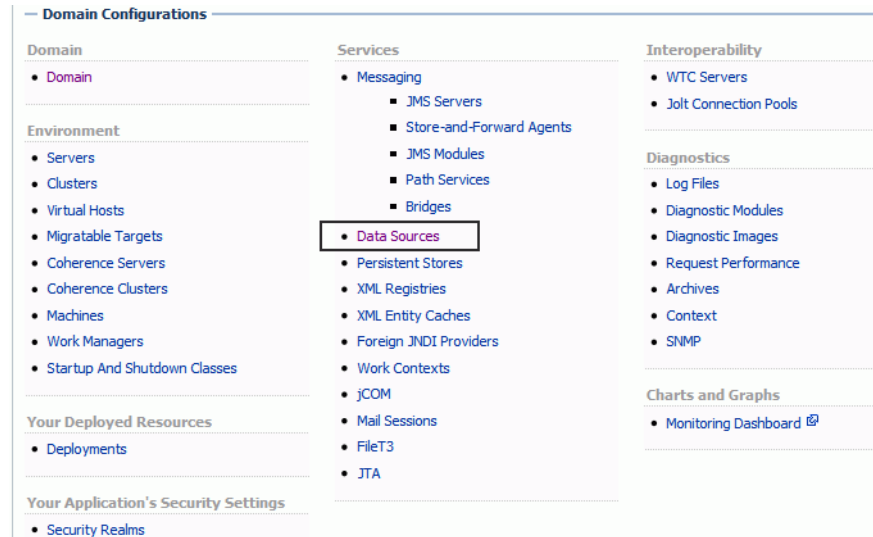 Domain Configurations
Domain
Domain
Environment
Servers
Clusters
Virtual Hosts
Migratable Targets
Coherence Servers
Coherence Clusters
Machines
Work Managers
Startup And Shutdown Classes
Your Deployed Resources
Deployments
Your Application's Security Settings
Security Realms
Services
Messaging
JMS Servers
Store-and-Forward Agents
JMS Modules
Path Services
Bridges
Data Sources
Persistent Stores
XML Registries
XML Entity Caches
Foreign JNDI Providers
Work Contexts
jCOM
Mail Sessions
FileT3
JTA
Interoperability
WTC Servers
Jolt Connection Pools
Diagnostics
Log Files
Diagnostic Modules
Diagnostic Images
Request Performance
Archives
Context
SNMP
Charts and Graphs
Monitoring Dashboard